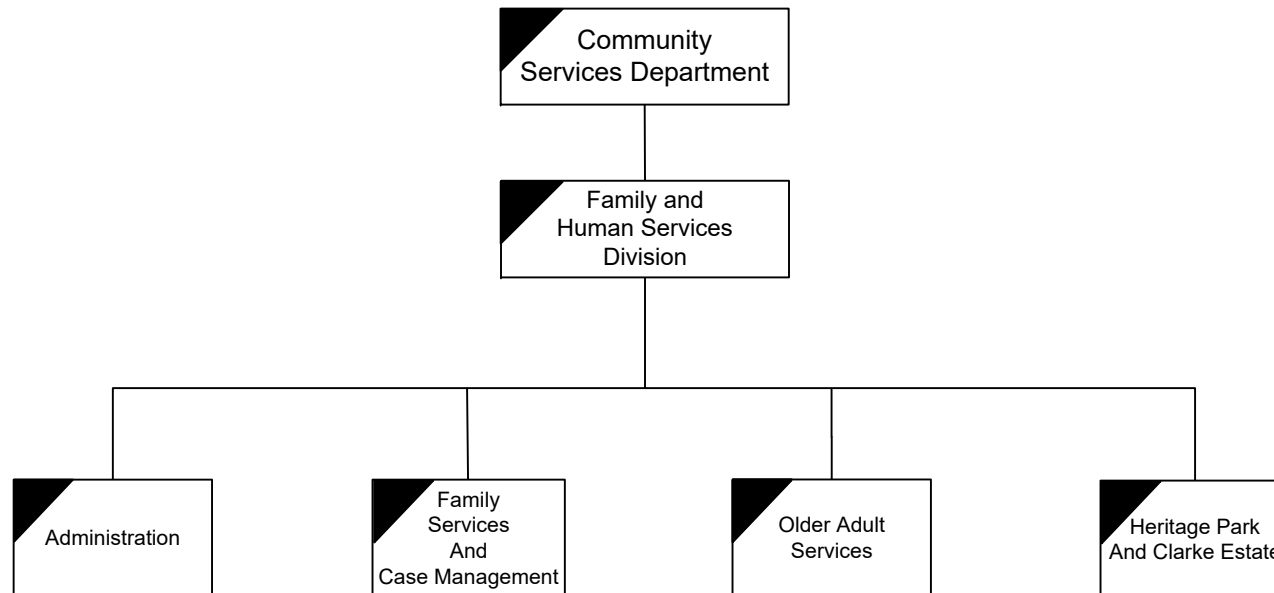 Community
Services Department
Family and
Human Services
Division
Administration
Family
Services
And
Case Management
Older Adult
Services
Heritage Park
And Clarke Estate